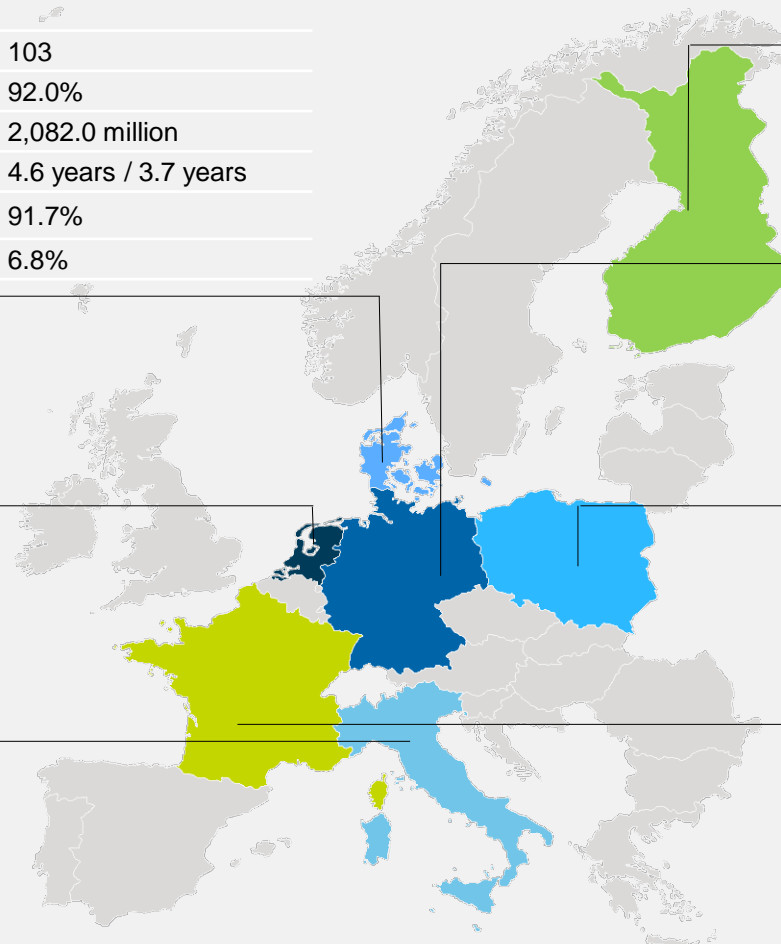 103
92.0%
2,082.0 million
4.6 years / 3.7 years
91.7%
6.8%